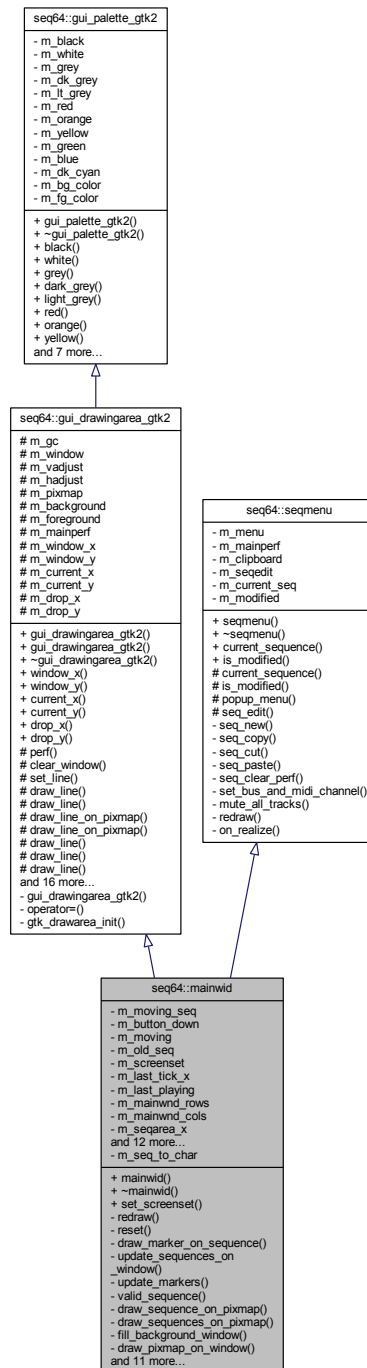 seq64::gui_palette_gtk2
- m_black
- m_white
- m_grey
- m_dk_grey
- m_lt_grey
- m_red
- m_orange
- m_yellow
- m_green
- m_blue
- m_dk_cyan
- m_bg_color
- m_fg_color
+ gui_palette_gtk2()
+ ~gui_palette_gtk2()
+ black()
+ white()
+ grey()
+ dark_grey()
+ light_grey()
+ red()
+ orange()
+ yellow()
and 7 more...
seq64::gui_drawingarea_gtk2
# m_gc
# m_window
# m_vadjust
# m_hadjust
# m_pixmap
# m_background
# m_foreground
# m_mainperf
# m_window_x
# m_window_y
# m_current_x
# m_current_y
# m_drop_x
# m_drop_y
+ gui_drawingarea_gtk2()
+ gui_drawingarea_gtk2()
+ ~gui_drawingarea_gtk2()
+ window_x()
+ window_y()
+ current_x()
+ current_y()
+ drop_x()
+ drop_y()
# perf()
# clear_window()
# set_line()
# draw_line()
# draw_line()
# draw_line_on_pixmap()
# draw_line_on_pixmap()
# draw_line()
# draw_line()
# draw_line()
and 16 more...
- gui_drawingarea_gtk2()
- operator=()
- gtk_drawarea_init()
seq64::seqmenu
- m_menu
- m_mainperf
- m_clipboard
- m_seqedit
- m_current_seq
- m_modified
+ seqmenu()
+ ~seqmenu()
+ current_sequence()
+ is_modified()
# current_sequence()
# is_modified()
# popup_menu()
# seq_edit()
- seq_new()
- seq_copy()
- seq_cut()
- seq_paste()
- seq_clear_perf()
- set_bus_and_midi_channel()
- mute_all_tracks()
- redraw()
- on_realize()
seq64::mainwid
- m_moving_seq
- m_button_down
- m_moving
- m_old_seq
- m_screenset
- m_last_tick_x
- m_last_playing
- m_mainwnd_rows
- m_mainwnd_cols
- m_seqarea_x
and 12 more...
- m_seq_to_char
+ mainwid()
+ ~mainwid()
+ set_screenset()
- redraw()
- reset()
- draw_marker_on_sequence()
- update_sequences_on
_window()
- update_markers()
- valid_sequence()
- draw_sequence_on_pixmap()
- draw_sequences_on_pixmap()
- fill_background_window()
- draw_pixmap_on_window()
and 11 more...